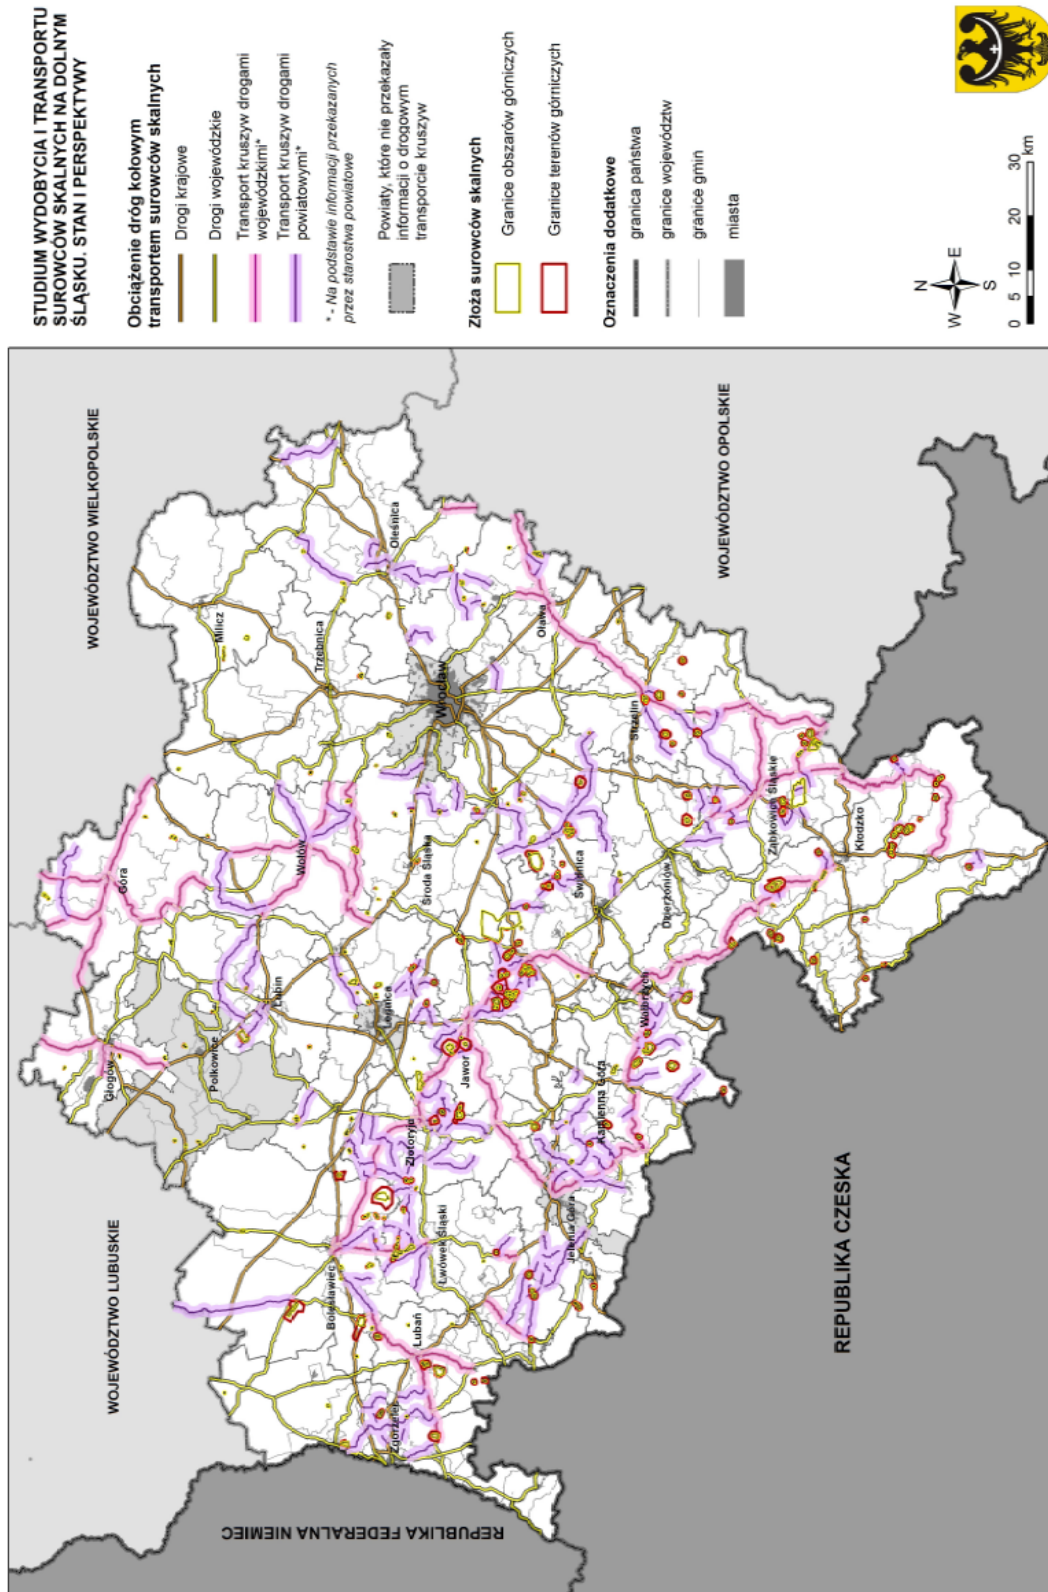 STUDIUM WYDOBYCIA I TRANSPORTU
SUROWCÓW SKALNYCH NA DOLNYM
ŚLĄSKU. STAN I PERSPEKTYWY
Obciążenie dróg kołowym
transportem surowców skalnych
Drogi krajowe
Drogi wojewódzkie
Transport kruszyw drogami
wojewódzkimi*
Transport kruszyw drogami
powiatowymi*
* - Na podstawie informacji przekazanych
przez starostwa powiatowe
Powiaty, które nie przekazały
informacji o drogowym
transporcie kruszyw
Złoża surowców skalnych
Granice obszarów górniczych
Granice terenów górniczych
Oznaczenia dodatkowe
granica państwa
granice województw
granice gmin
miasta
N
W
E
S
0 5 10 20 30
km
WOJEWÓDZTWO WIELKOPOLSKIE
WOJEWÓDZTWO LUBUSKIE
WOJEWÓDZTWO OPOLSKIE
REPUBLIKA CZESKA
REPUBLIKA FEDERALNA NIEMIEC
Góra
Głogów
Milicz
Polkowice
Lubin
Wołów
Trzebnica
Oleśnica
Bolesławiec
Legnica
Środa Śląska
Wrocław
Zgorzelec
Lubań
Lwówek Śląski
Złotoryja
Jawor
Oława
Jelenia Góra
Kamienna Góra
Świdnica
Strzelin
Wałbrzych
Dzierżoniów
Ząbkowice Śląskie
Kłodzko